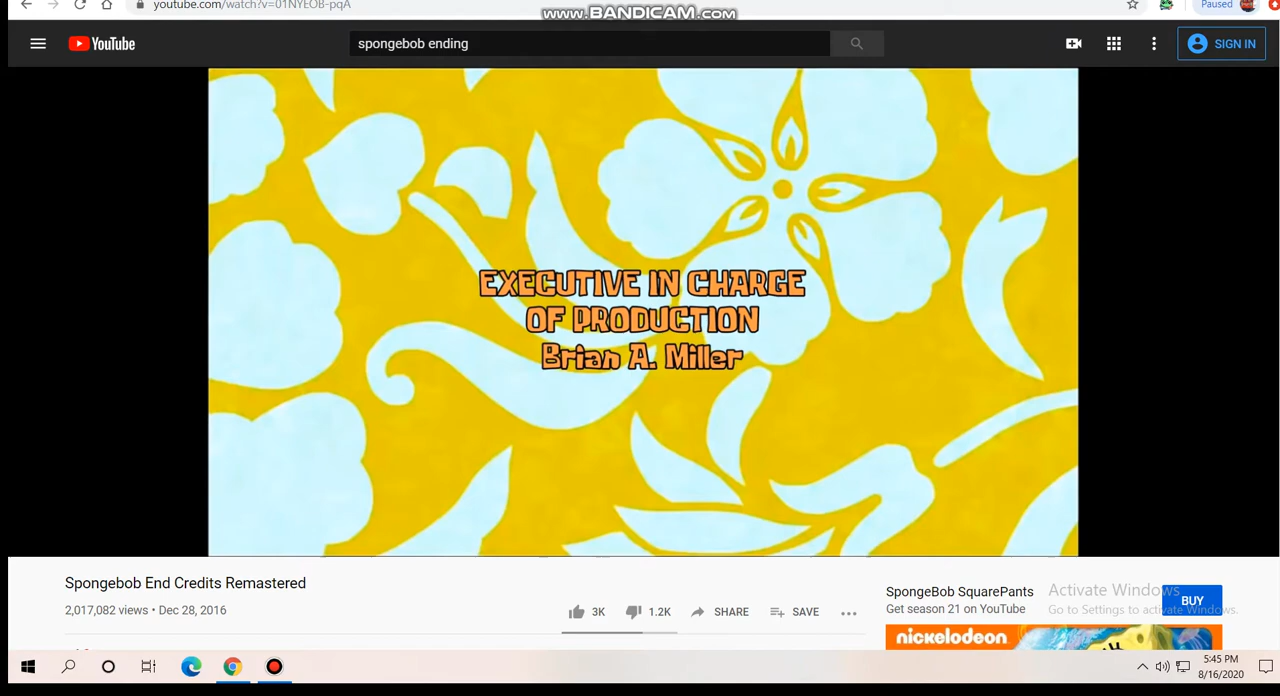 youtube.com/watch?v=01NYEOB-pqA
Paused
www.BANDICAM.com
YouTube
spongebob ending
SIGN IN
EXECUTIVE IN CHARGE
OF PRODUCTION
Brian A. Miller
Spongebob End Credits Remastered
2,017,082 views • Dec 28, 2016
3K
1.2K
SHARE
SAVE
SpongeBob SquarePants
Get season 21 on YouTube
BUY
Activate Windows
Go to Settings to activate Windows.
nickelodeon
5:45 PM
8/16/2020